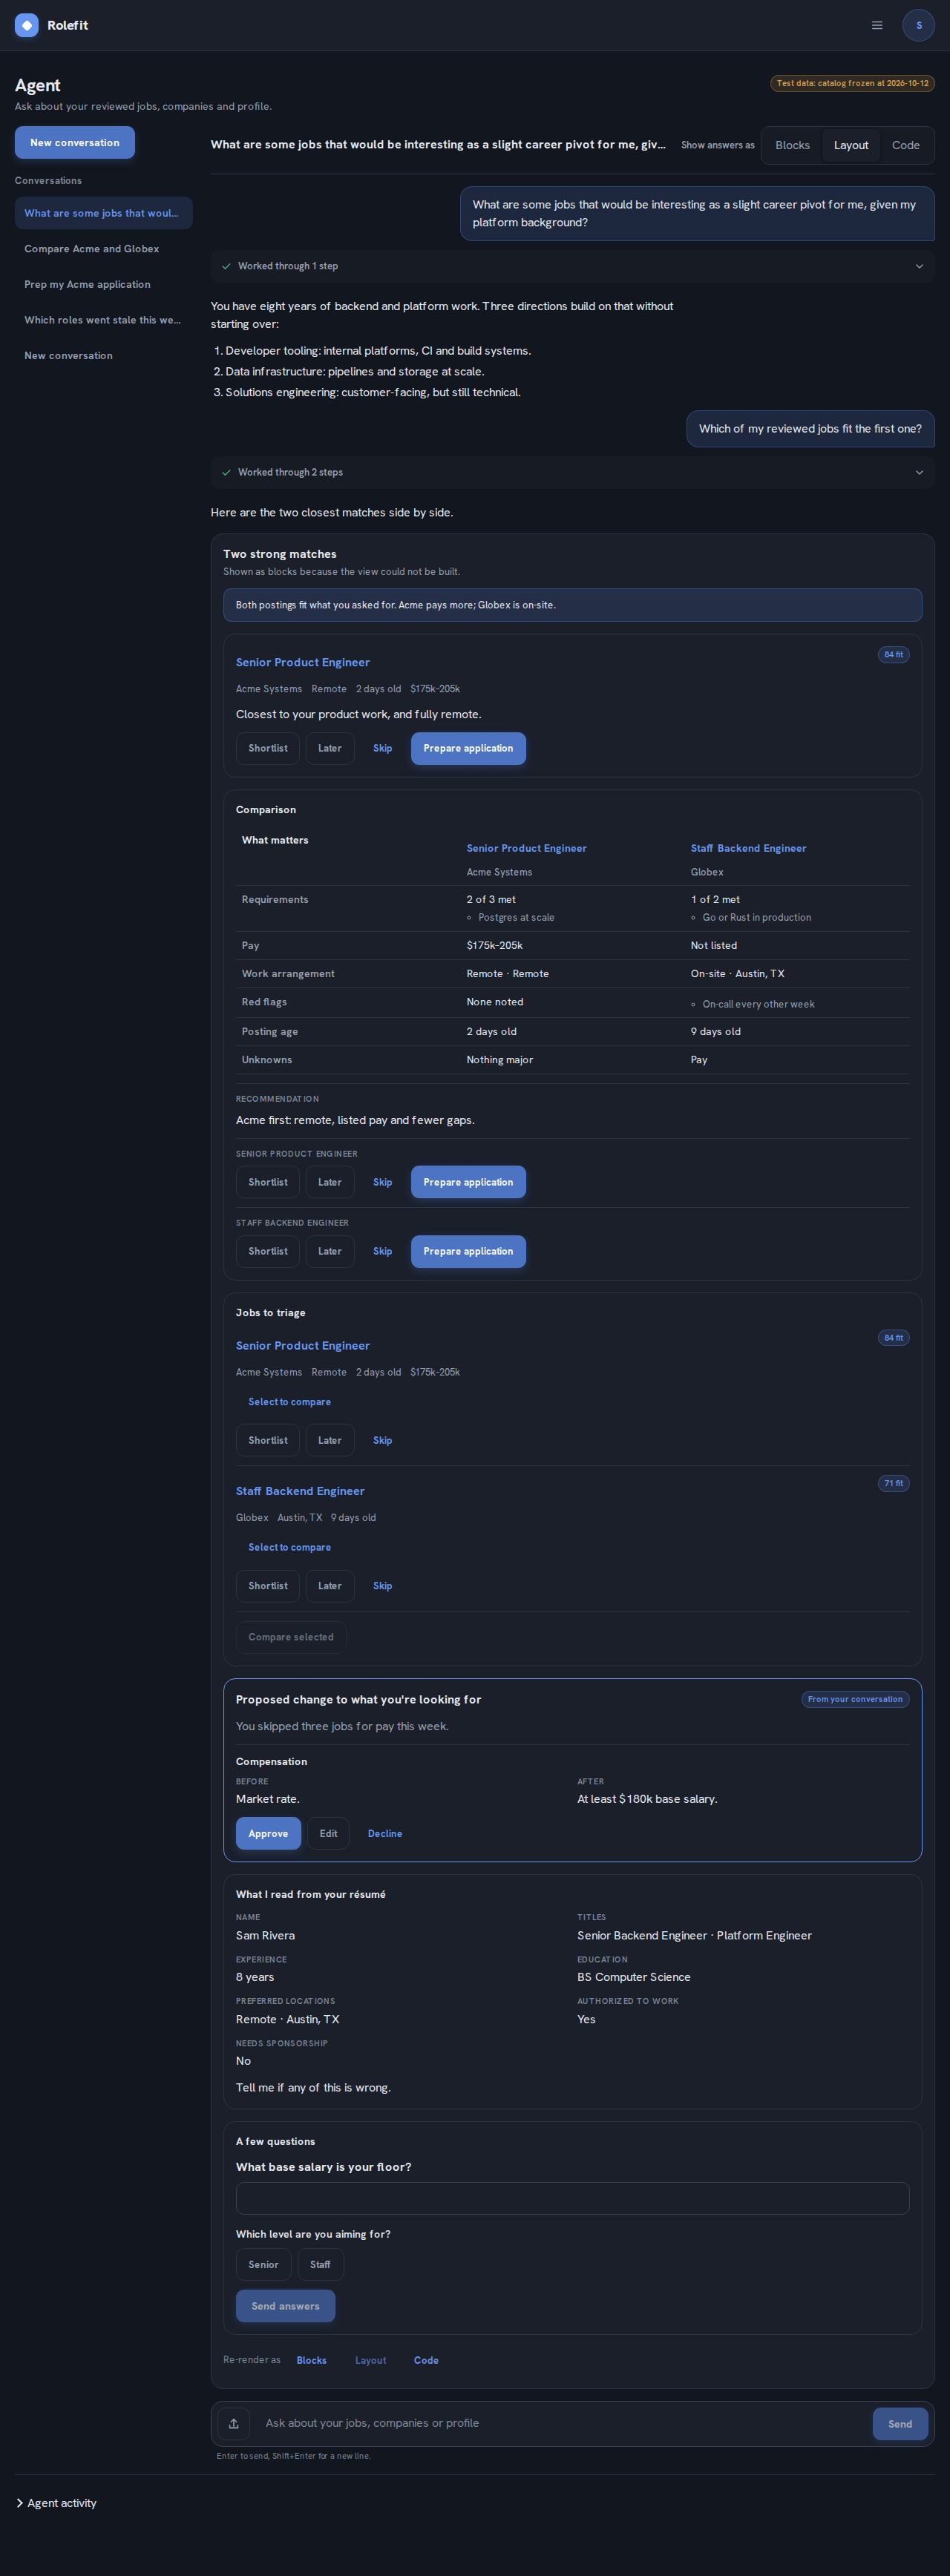 Rolefit
S
Agent
Test data: catalog frozen at 2026-10-12
Ask about your reviewed jobs, companies and profile.
New conversation
What are some jobs that would be interesting as a slight career pivot for me, giv...
Show answers as
Blocks
Layout
Code
Conversations
What are some jobs that woul...
Compare Acme and Globex
Prep my Acme application
Which roles went stale this we...
New conversation
What are some jobs that would be interesting as a slight career pivot for me, given my
platform background?
Worked through 1 step
You have eight years of backend and platform work. Three directions build on that without
starting over:
1. Developer tooling: internal platforms, CI and build systems.
2. Data infrastructure: pipelines and storage at scale.
3. Solutions engineering: customer-facing, but still technical.
Which of my reviewed jobs fit the first one?
Worked through 2 steps
Here are the two closest matches side by side.
Two strong matches
Shown as blocks because the view could not be built.
Both postings fit what you asked for. Acme pays more; Globex is on-site.
Senior Product Engineer
84 fit
Acme Systems Remote 2 days old $175k–205k
Closest to your product work, and fully remote.
Shortlist Later Skip Prepare application
Comparison
What matters
Senior Product Engineer
Staff Backend Engineer
Acme Systems
Globex
Requirements
2 of 3 met
1 of 2 met
Postgres at scale
Go or Rust in production
Pay
$175k–205k
Not listed
Work arrangement
Remote · Remote
On-site · Austin, TX
Red flags
None noted
On-call every other week
Posting age
2 days old
9 days old
Unknowns
Nothing major
Pay
RECOMMENDATION
Acme first: remote, listed pay and fewer gaps.
SENIOR PRODUCT ENGINEER
Shortlist Later Skip Prepare application
STAFF BACKEND ENGINEER
Shortlist Later Skip Prepare application
Jobs to triage
Senior Product Engineer
84 fit
Acme Systems Remote 2 days old $175k–205k
Select to compare
Shortlist Later Skip
Staff Backend Engineer
71 fit
Globex Austin, TX 9 days old
Select to compare
Shortlist Later Skip
Compare selected
Proposed change to what you're looking for
From your conversation
You skipped three jobs for pay this week.
Compensation
BEFORE
AFTER
Market rate.
At least $180k base salary.
Approve Edit Decline
What I read from your résumé
NAME
TITLES
Sam Rivera
Senior Backend Engineer · Platform Engineer
EXPERIENCE
EDUCATION
8 years
BS Computer Science
PREFERRED LOCATIONS
AUTHORIZED TO WORK
Remote · Austin, TX
Yes
NEEDS SPONSORSHIP
No
Tell me if any of this is wrong.
A few questions
What base salary is your floor?
Which level are you aiming for?
Senior Staff
Send answers
Re-render as Blocks Layout Code
Ask about your jobs, companies or profile
Send
Enter to send, Shift+Enter for a new line.
Agent activity